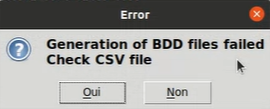 Error
Generation of BDD files failed
Check CSV file
Oui
Non